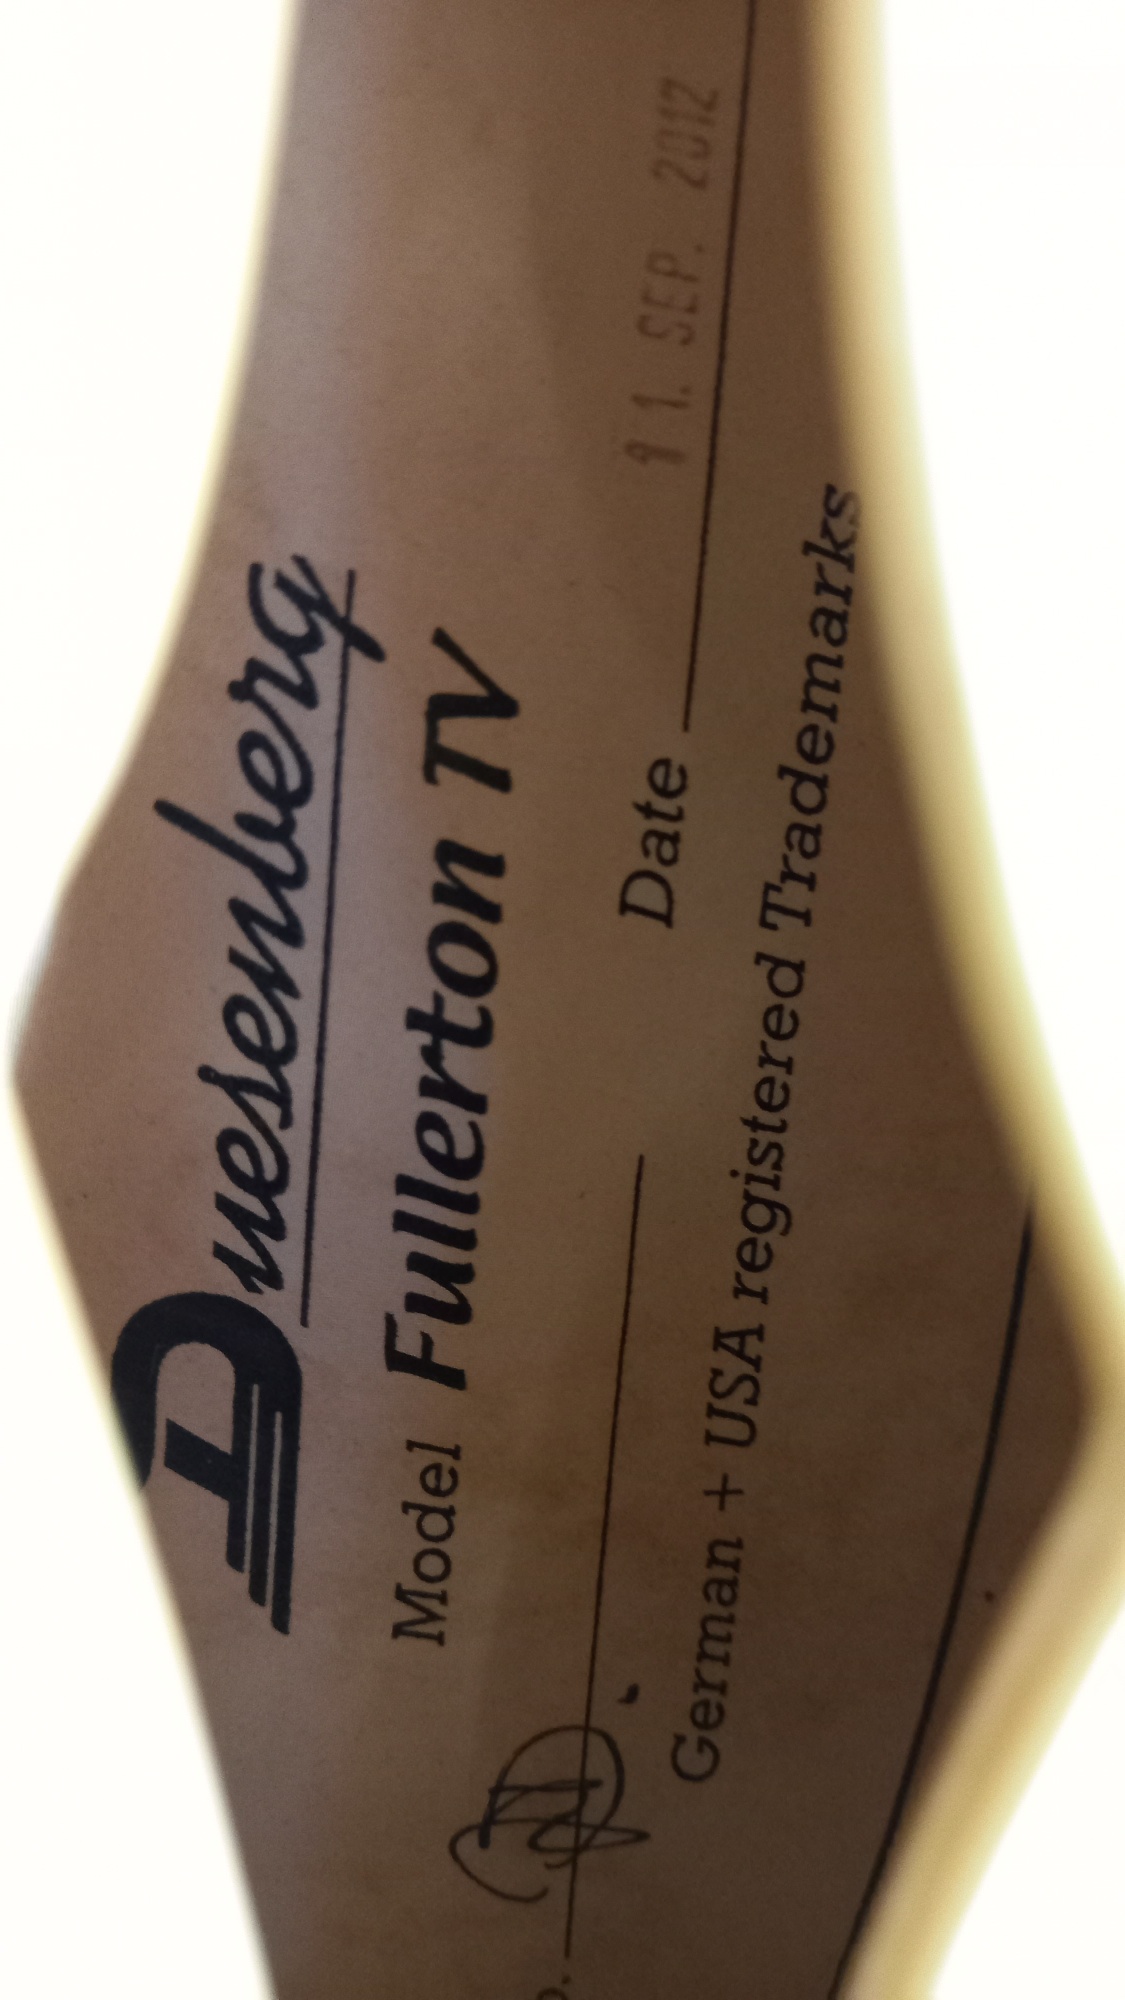 Duesenberg
Model Fullerton TV
Date 11. SEP. 2012
German + USA registered Trademarks